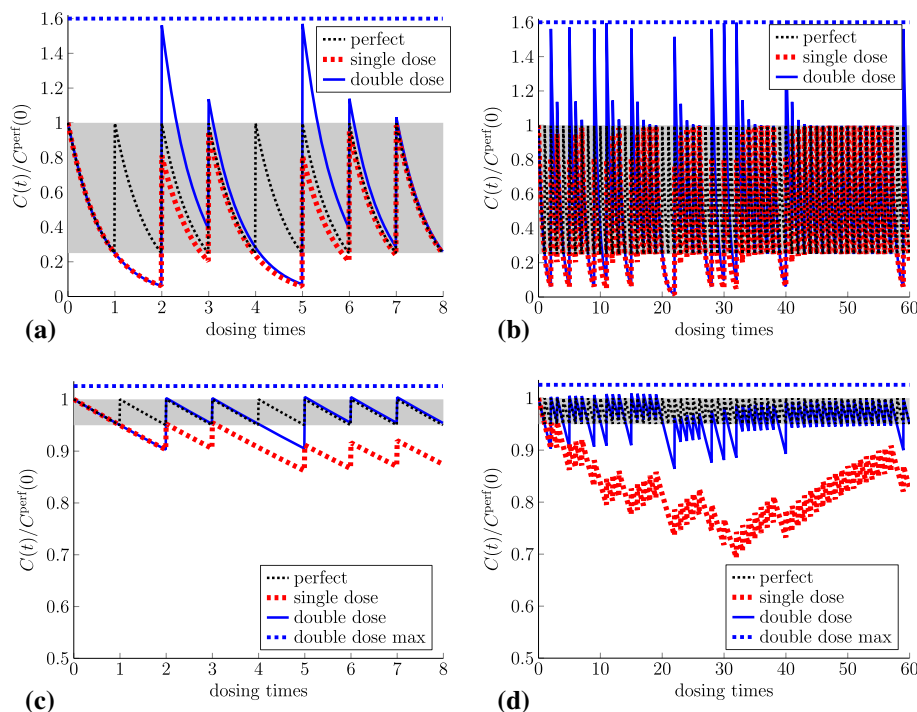 1.6
1.4
1.2
1
0.8
0.6
0.4
0.2
0
C(t)/C^perf(0)
perfect
single dose
double dose
0 1 2 3 4 5 6 7 8
dosing times
(a)
1.6
1.4
1.2
1
0.8
0.6
0.4
0.2
0
C(t)/C^perf(0)
perfect
single dose
double dose
0 10 20 30 40 50 60
dosing times
(b)
1
0.9
0.8
0.7
0.6
0.5
C(t)/C^perf(0)
perfect
single dose
double dose
double dose max
0 1 2 3 4 5 6 7 8
dosing times
(c)
1
0.9
0.8
0.7
0.6
0.5
C(t)/C^perf(0)
perfect
single dose
double dose
double dose max
0 10 20 30 40 50 60
dosing times
(d)